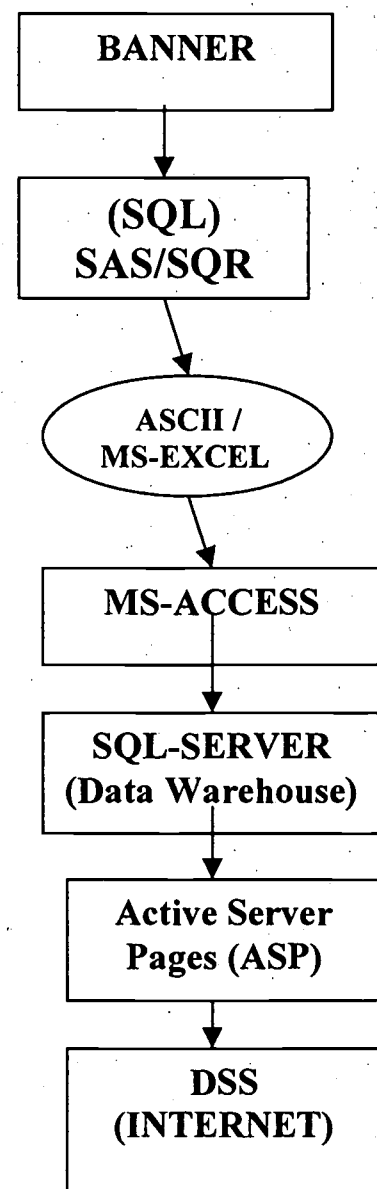 BANNER
(SQL)
SAS/SQR
ASCII /
MS-EXCEL
MS-ACCESS
SQL-SERVER
(Data Warehouse)
Active Server
Pages (ASP)
DSS
(INTERNET)